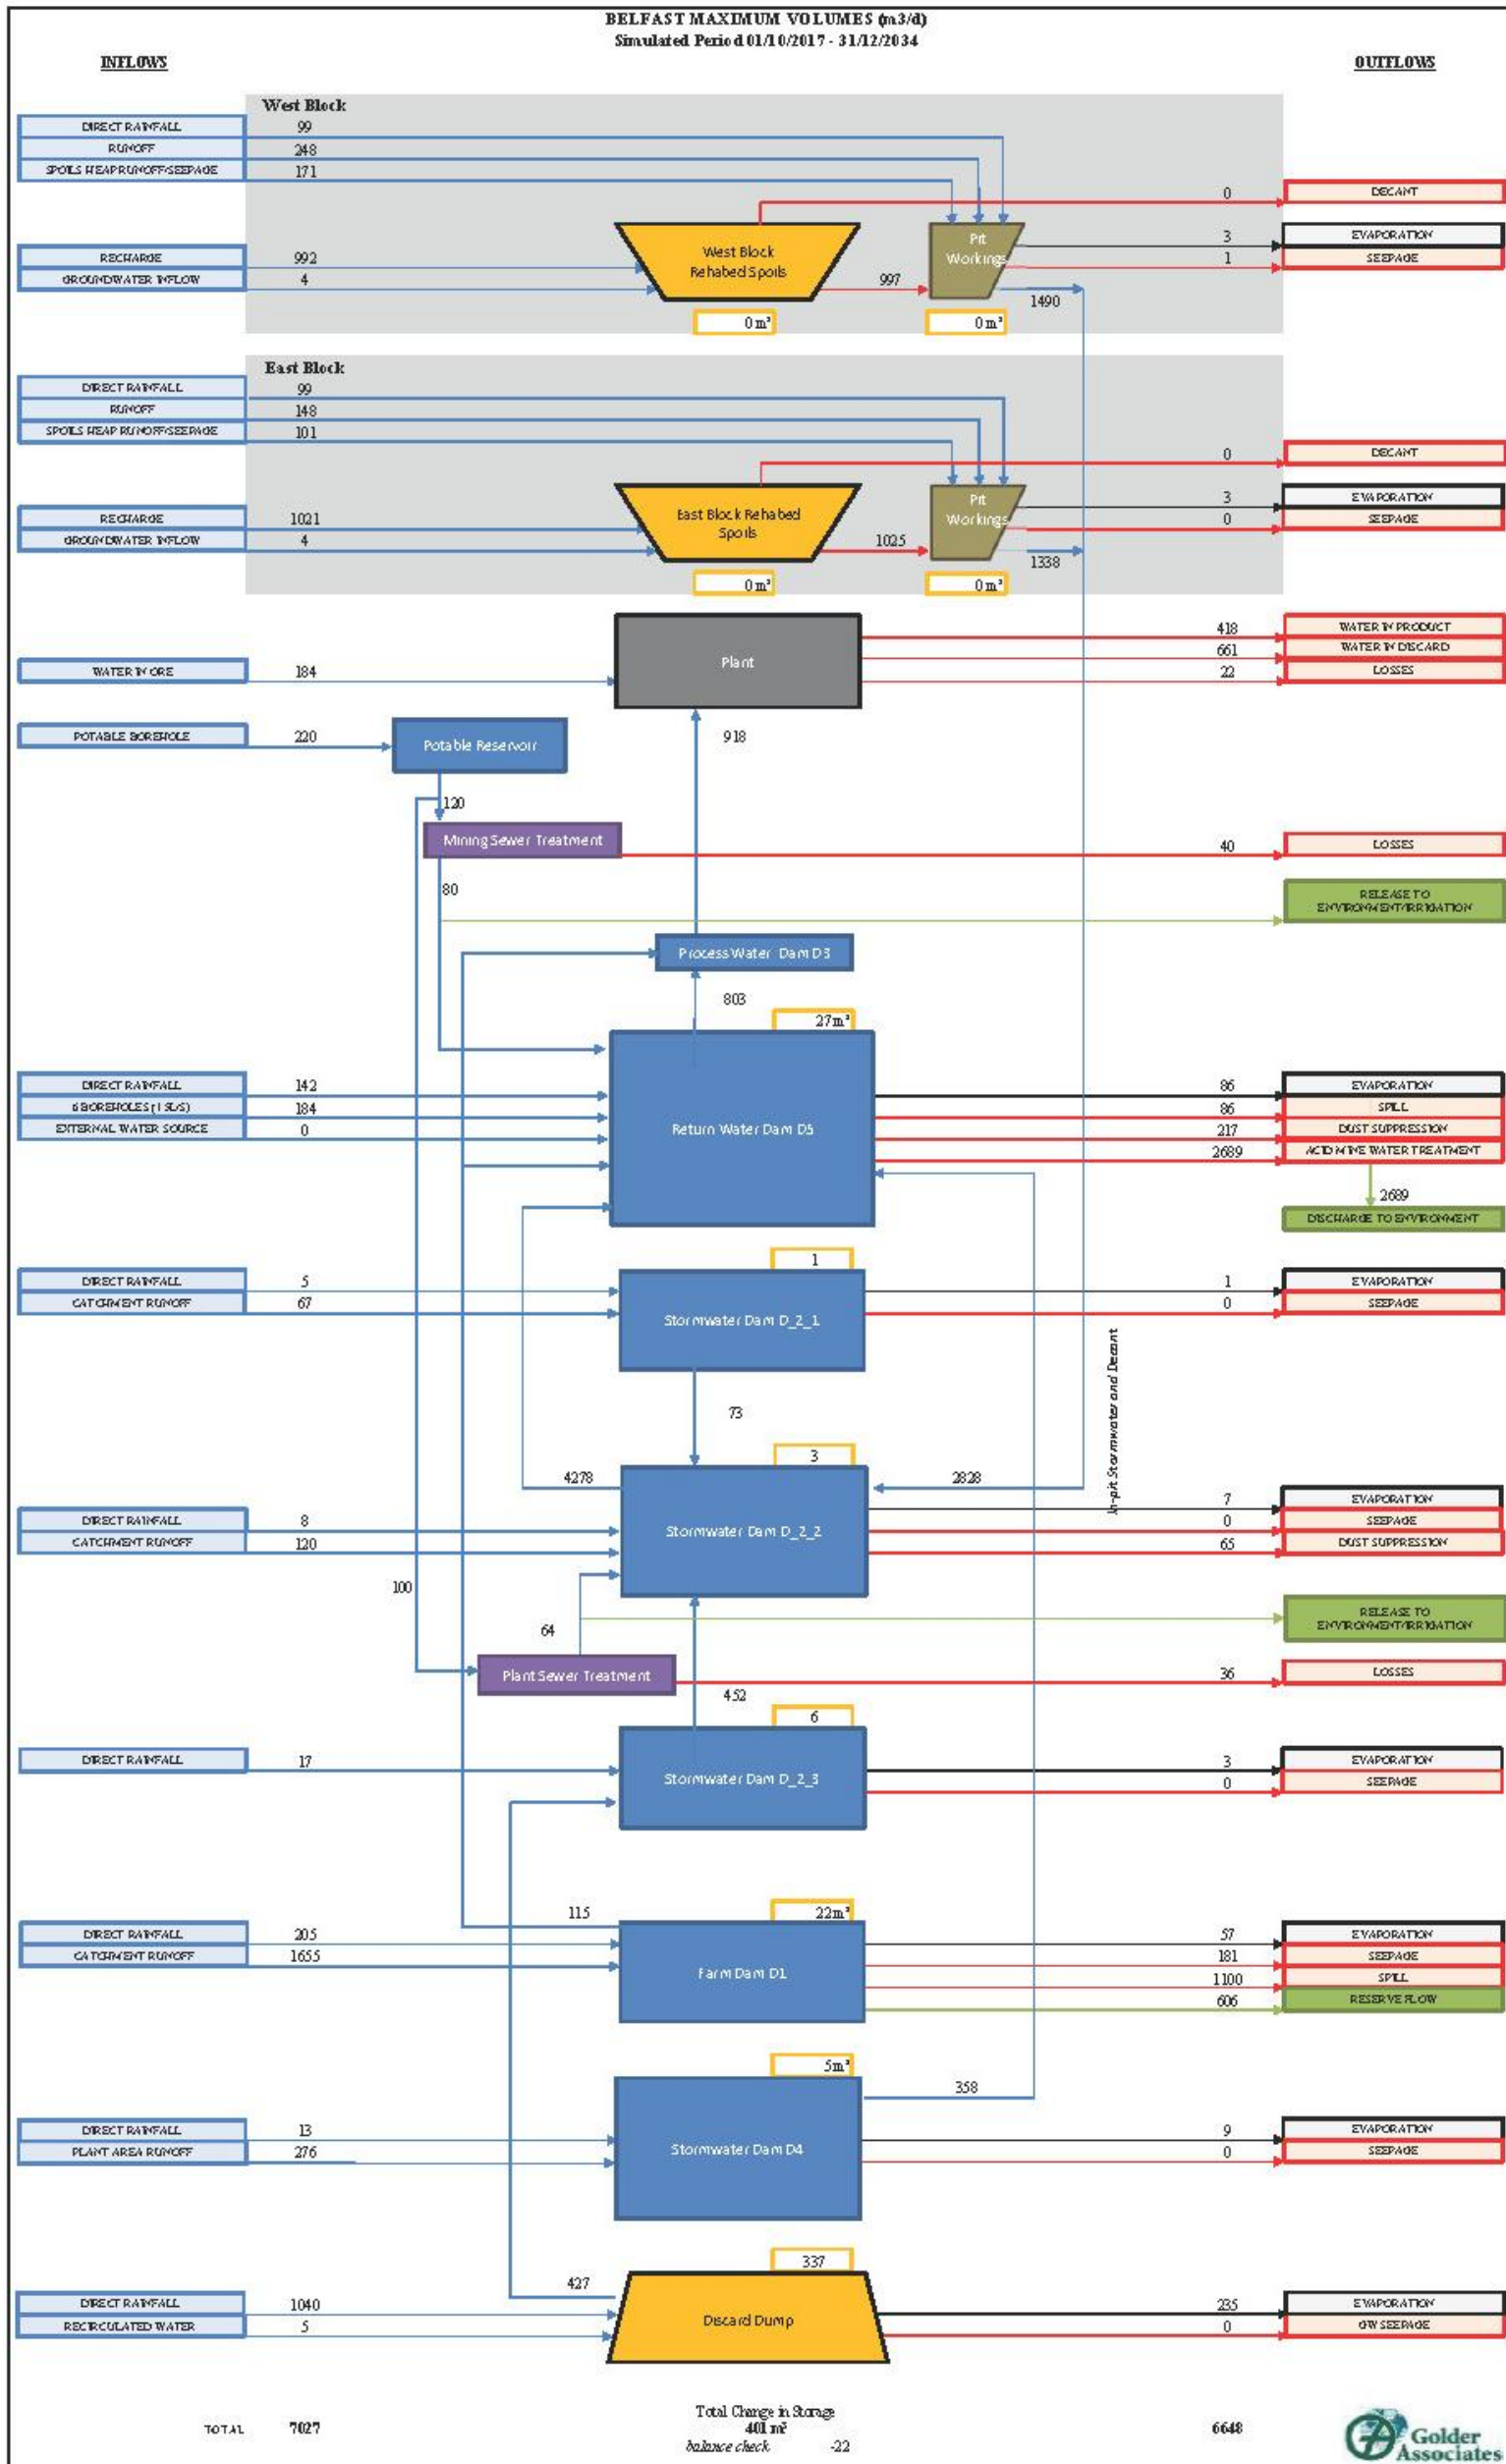 BELFAST MAXIMUM VOLUMES (m3/d)
Simulated Period 01/10/2017 - 31/12/2034
INFLOWS
OUTFLOWS
West Block
DIRECT RAINFALL 99
RUNOFF 248
SPOILS HEAP RUNOFF/SEEPAGE 171
0 DECANT
RECHARGE 992
GROUNDWATER INFLOW 4
West Block
Rehabed Spoils
997
Pit
Workings
3 EVAPORATION
1 SEEPAGE
1490
0 m³
0 m³
East Block
DIRECT RAINFALL 99
RUNOFF 148
SPOILS HEAP RUNOFF/SEEPAGE 101
0 DECANT
RECHARGE 1021
GROUNDWATER INFLOW 4
East Block Rehabed
Spoils
1025
Pit
Workings
3 EVAPORATION
0 SEEPAGE
1338
0 m³
0 m³
WATER IN ORE 184
Plant
418 WATER IN PRODUCT
661 WATER IN DISCARD
22 LOSSES
POTABLE BOREHOLE 220
Potable Reservoir
918
120
Mining Sewer Treatment
40 LOSSES
80
RELEASE TO
ENVIRONMENT/IRRIGATION
Process Water Dam D3
803
27m³
DIRECT RAINFALL 142
6 BOREHOLES (1.5L/S) 184
EXTERNAL WATER SOURCE 0
Return Water Dam D5
86 EVAPORATION
86 SPILL
217 DUST SUPPRESSION
2689 ACID MINE WATER TREATMENT
2689
DISCHARGE TO ENVIRONMENT
1
DIRECT RAINFALL 5
CATCHMENT RUNOFF 67
Stormwater Dam D_2_1
1 EVAPORATION
0 SEEPAGE
In-pit Stormwater and Decant
73
3
4278
2828
DIRECT RAINFALL 8
CATCHMENT RUNOFF 120
Stormwater Dam D_2_2
7 EVAPORATION
0 SEEPAGE
65 DUST SUPPRESSION
100
RELEASE TO
ENVIRONMENT/IRRIGATION
64
Plant Sewer Treatment
36 LOSSES
452
6
DIRECT RAINFALL 17
Stormwater Dam D_2_3
3 EVAPORATION
0 SEEPAGE
115
22m³
DIRECT RAINFALL 205
CATCHMENT RUNOFF 1655
Farm Dam D1
57 EVAPORATION
181 SEEPAGE
1100 SPILL
606 RESERVE FLOW
5m³
358
DIRECT RAINFALL 13
PLANT AREA RUNOFF 276
Stormwater Dam D4
9 EVAPORATION
0 SEEPAGE
337
427
DIRECT RAINFALL 1040
RECIRCULATED WATER 5
Discard Dump
235 EVAPORATION
0 GW SEEPAGE
TOTAL 7027
Total Change in Storage
401 m³
balance check -22
6648
Golder
Associates